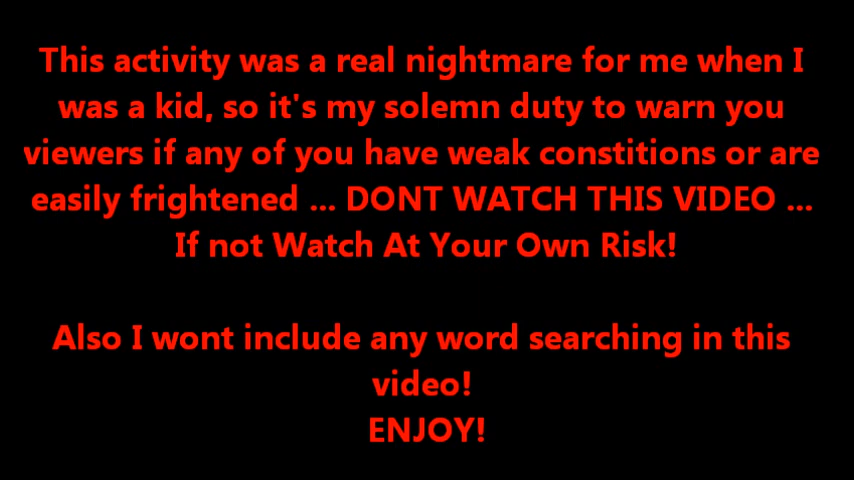 This activity was a real nightmare for me when I
was a kid, so it's my solemn duty to warn you
viewers if any of you have weak constitions or are
easily frightened ... DONT WATCH THIS VIDEO ...
If not Watch At Your Own Risk!
Also I wont include any word searching in this
video!
ENJOY!